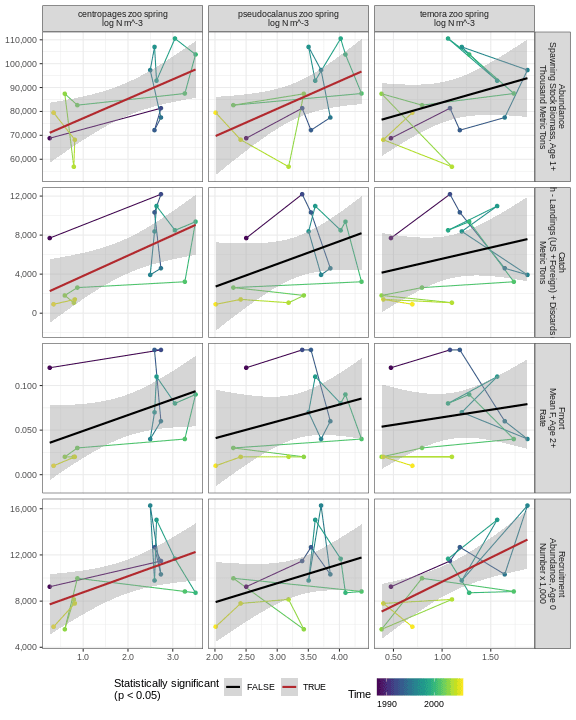 centropages zoo spring
log N m^-3
pseudocalanus zoo spring
log N m^-3
temora zoo spring
log N m^-3
110,000
100,000
90,000
80,000
70,000
60,000
Abundance
Spawning Stock Biomass, Age 1+
Thousand Metric Tons
12,000
8,000
4,000
0
Catch
h - Landings (US +Foreign) + Discards
Metric Tons
0.100
0.050
0.000
Fmort
Mean F, Age 2+
Rate
16,000
12,000
8,000
4,000
Recruitment
Abundance, Age 0
Number x 1,000
1.0 2.0 3.0
2.00 2.50 3.00 3.50 4.00
0.50 1.00 1.50
Statistically significant
(p < 0.05)
FALSE
TRUE
Time
1990 2000